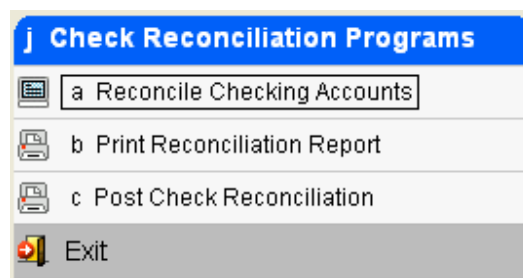 j Check Reconciliation Programs
a Reconcile Checking Accounts
b Print Reconciliation Report
c Post Check Reconciliation
Exit